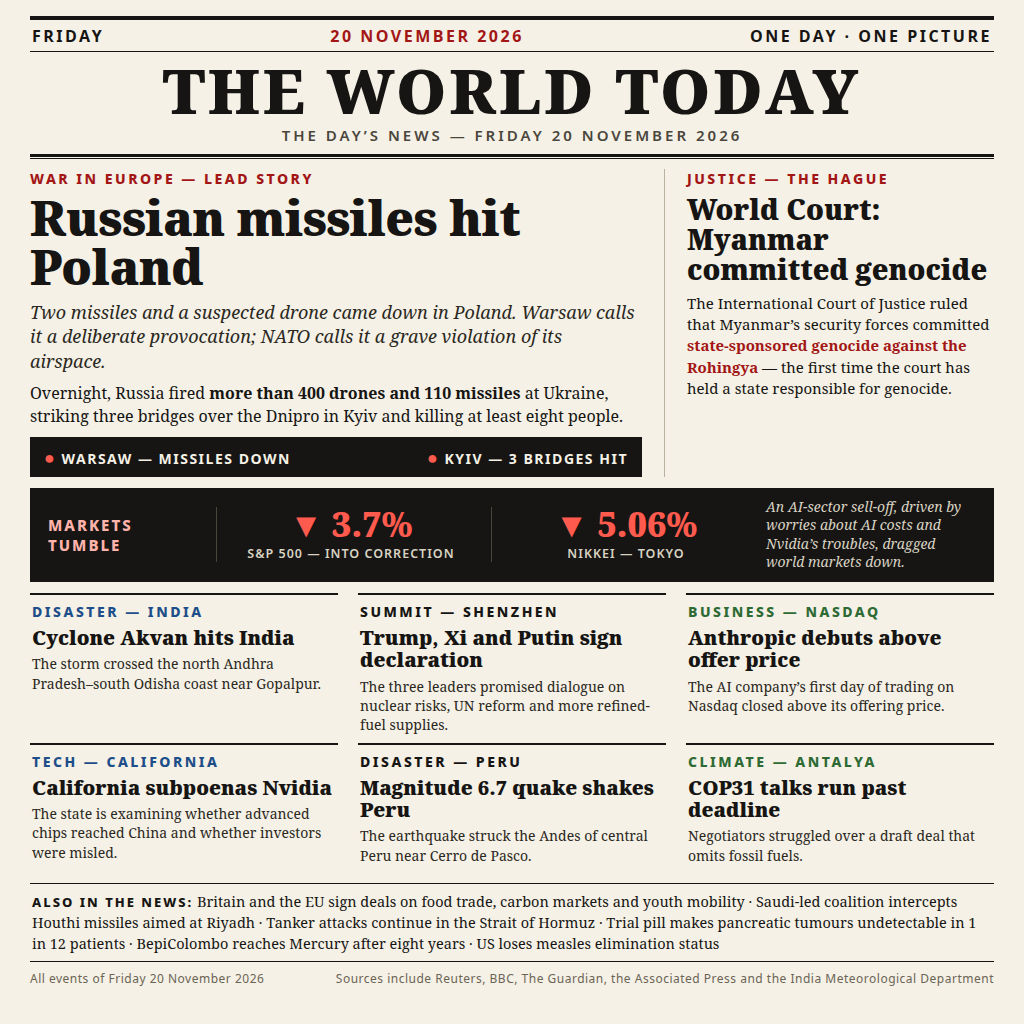 FRIDAY
20 NOVEMBER 2026
ONE DAY · ONE PICTURE
THE WORLD TODAY
THE DAY’S NEWS — FRIDAY 20 NOVEMBER 2026
WAR IN EUROPE — LEAD STORY
Russian missiles hit
Poland
Two missiles and a suspected drone came down in Poland. Warsaw calls
it a deliberate provocation; NATO calls it a grave violation of its
airspace.
Overnight, Russia fired more than 400 drones and 110 missiles at Ukraine,
striking three bridges over the Dnipro in Kyiv and killing at least eight people.
● WARSAW — MISSILES DOWN
● KYIV — 3 BRIDGES HIT
JUSTICE — THE HAGUE
World Court:
Myanmar
committed genocide
The International Court of Justice ruled
that Myanmar’s security forces committed
state-sponsored genocide against the
Rohingya — the first time the court has
held a state responsible for genocide.
MARKETS
TUMBLE
▼ 3.7%
S&P 500 — INTO CORRECTION
▼ 5.06%
NIKKEI — TOKYO
An AI-sector sell-off, driven by
worries about AI costs and
Nvidia’s troubles, dragged
world markets down.
DISASTER — INDIA
Cyclone Akvan hits India
The storm crossed the north Andhra
Pradesh–south Odisha coast near Gopalpur.
SUMMIT — SHENZHEN
Trump, Xi and Putin sign
declaration
The three leaders promised dialogue on
nuclear risks, UN reform and more refined-
fuel supplies.
BUSINESS — NASDAQ
Anthropic debuts above
offer price
The AI company’s first day of trading on
Nasdaq closed above its offering price.
TECH — CALIFORNIA
California subpoenas Nvidia
The state is examining whether advanced
chips reached China and whether investors
were misled.
DISASTER — PERU
Magnitude 6.7 quake shakes
Peru
The earthquake struck the Andes of central
Peru near Cerro de Pasco.
CLIMATE — ANTALYA
COP31 talks run past
deadline
Negotiators struggled over a draft deal that
omits fossil fuels.
ALSO IN THE NEWS: Britain and the EU sign deals on food trade, carbon markets and youth mobility · Saudi-led coalition intercepts
Houthi missiles aimed at Riyadh · Tanker attacks continue in the Strait of Hormuz · Trial pill makes pancreatic tumours undetectable in 1
in 12 patients · BepiColombo reaches Mercury after eight years · US loses measles elimination status
All events of Friday 20 November 2026
Sources include Reuters, BBC, The Guardian, the Associated Press and the India Meteorological Department